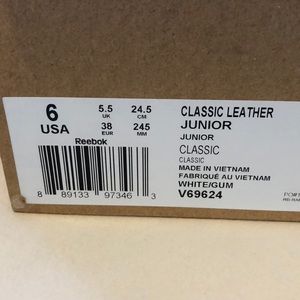 6 5.5 24.5
UK CM
USA 38 245
EUR MM
Reebok
8 89133 97346 3
CLASSIC LEATHER
JUNIOR
JUNIOR
CLASSIC
CLASSIC
MADE IN VIETNAM
FABRIQUÉ AU VIETNAM
WHITE/GUM
V69624